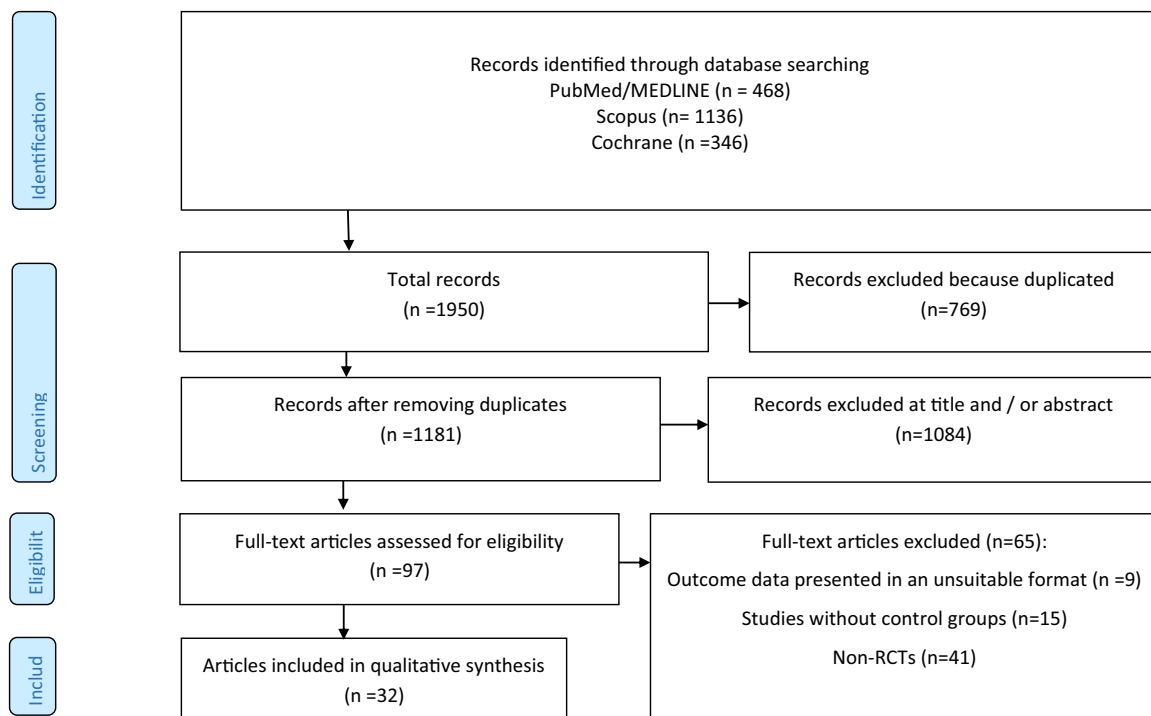 Identification
Records identified through database searching
PubMed/MEDLINE (n = 468)
Scopus (n= 1136)
Cochrane (n =346)
Screening
Total records
(n =1950)
Records excluded because duplicated
(n=769)
Records after removing duplicates
(n =1181)
Records excluded at title and / or abstract
(n=1084)
Eligibilit
Full-text articles assessed for eligibility
(n =97)
Full-text articles excluded (n=65):
Outcome data presented in an unsuitable format (n =9)
Studies without control groups (n=15)
Non-RCTs (n=41)
Includ
Articles included in qualitative synthesis
(n =32)